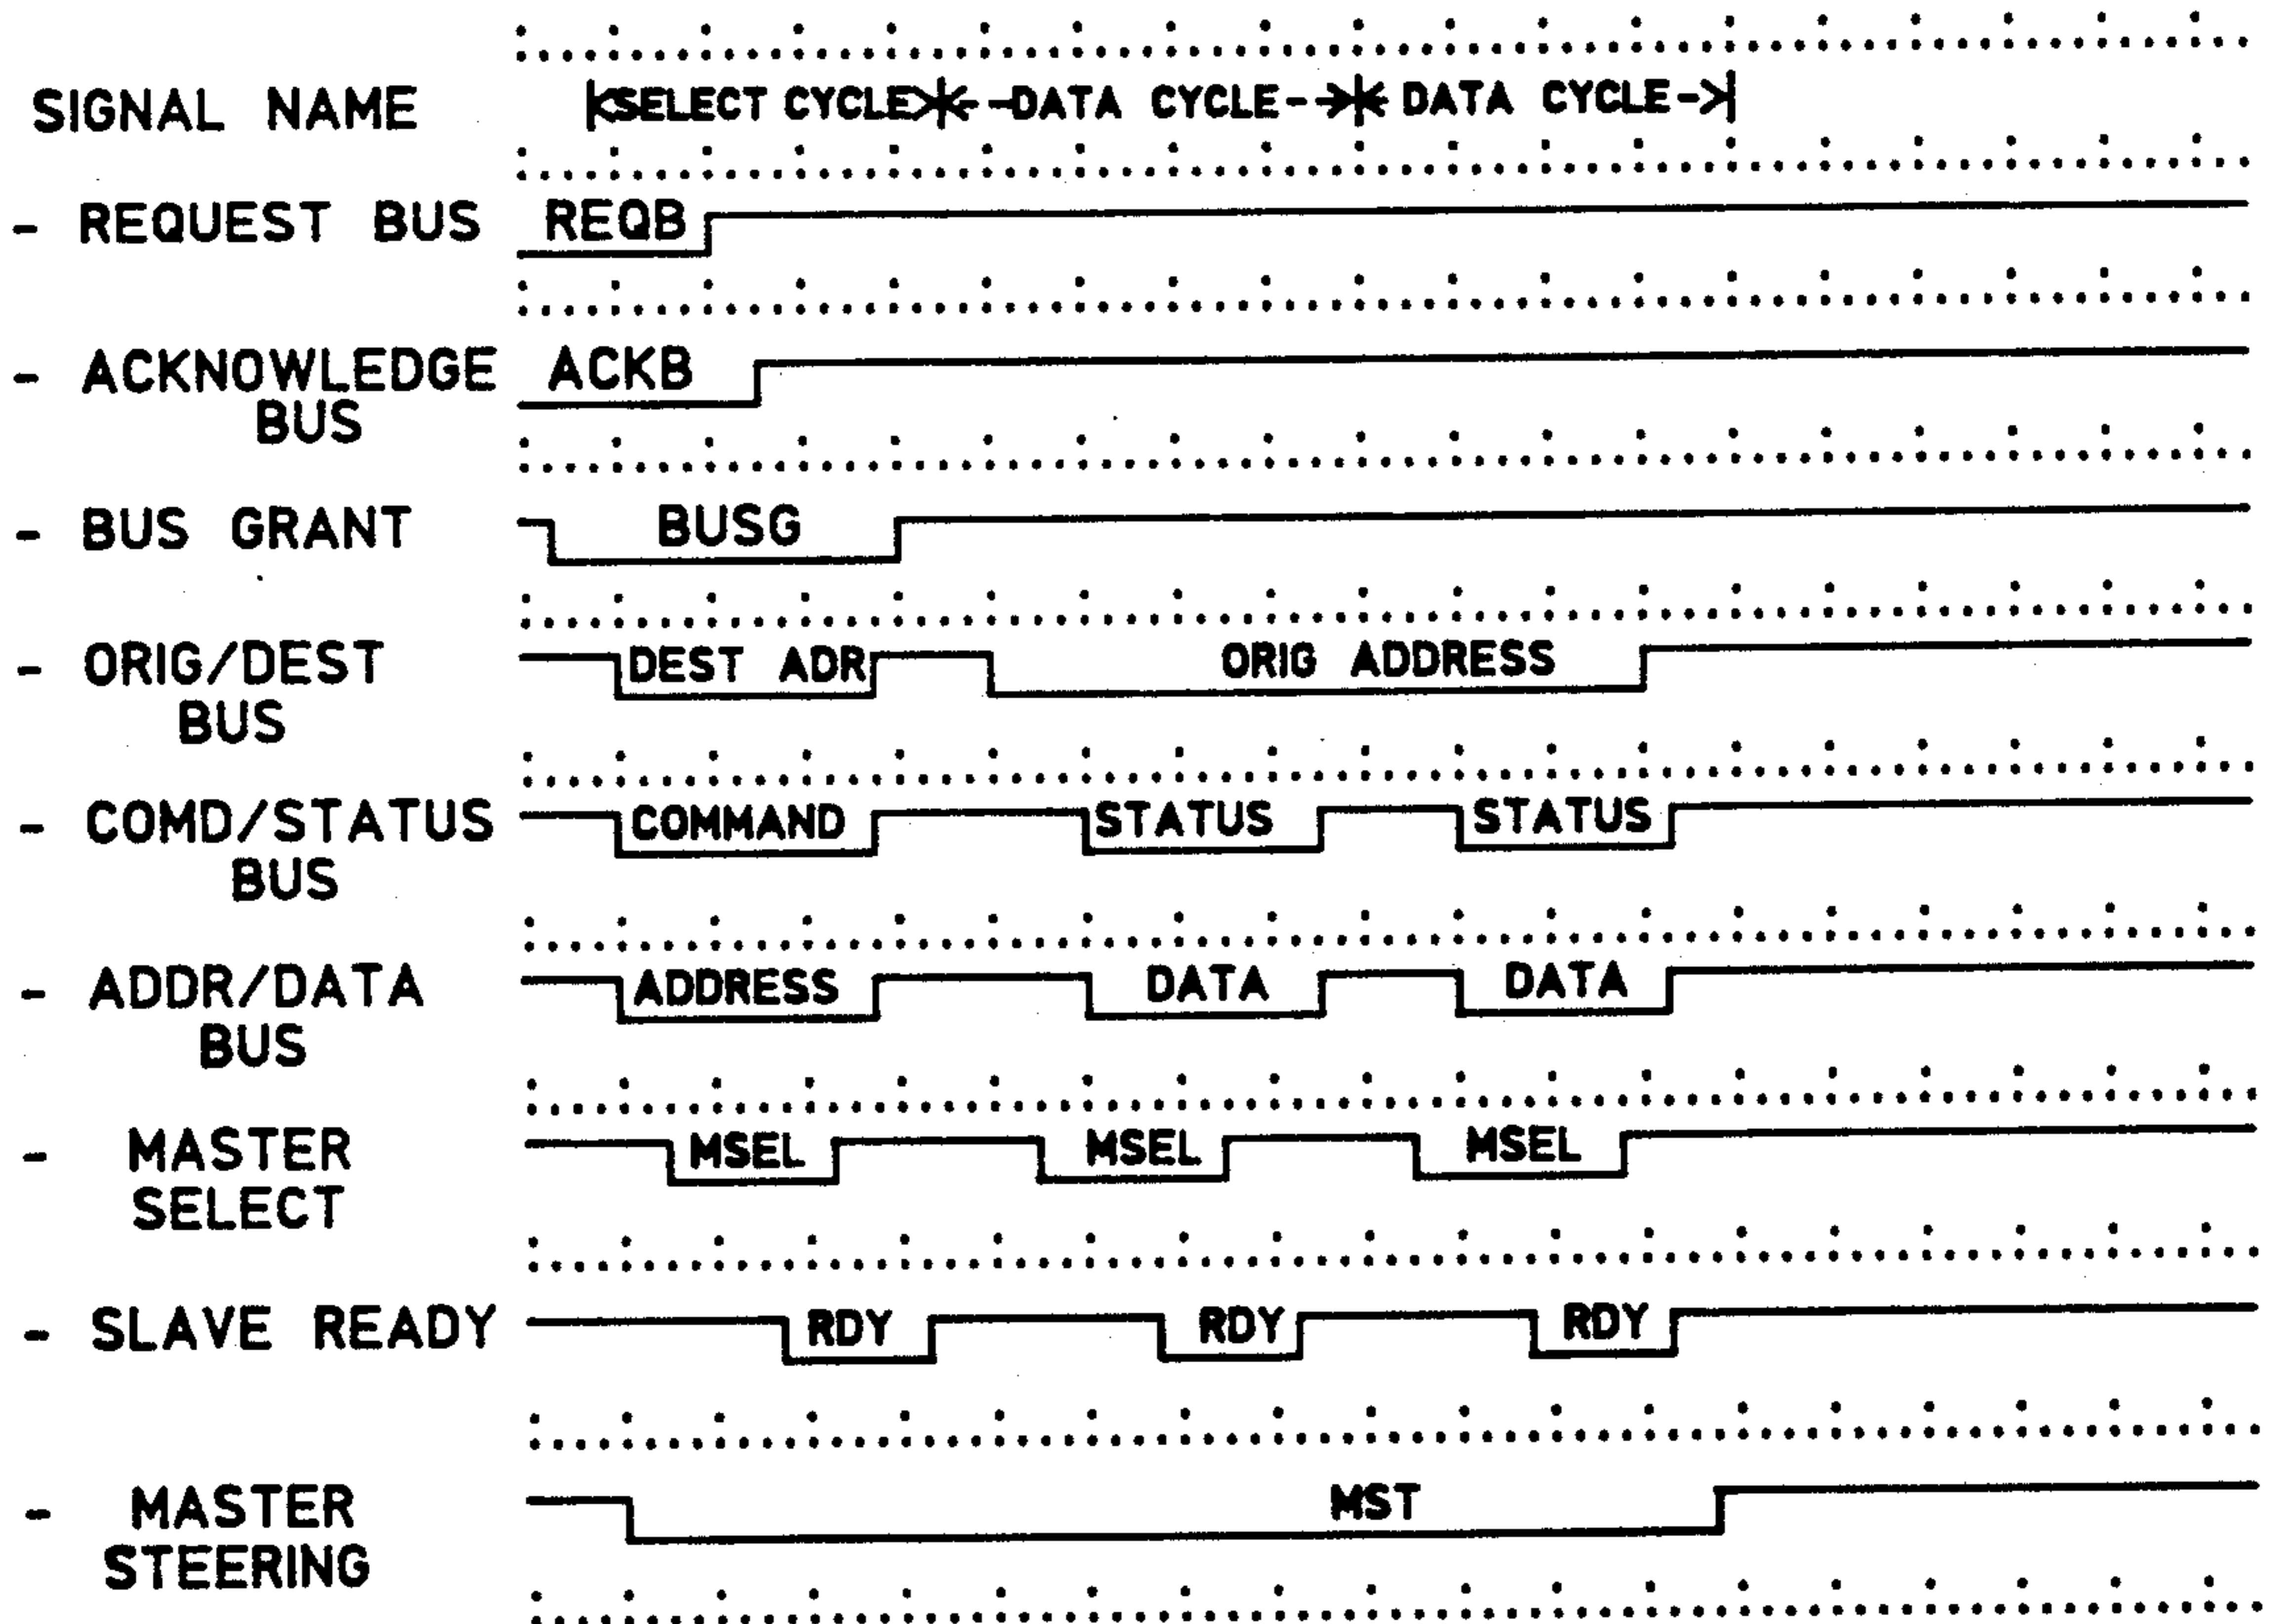 SIGNAL NAME |<SELECT CYCLE>|<--DATA CYCLE-->|< DATA CYCLE->|
- REQUEST BUS REQB
- ACKNOWLEDGE ACKB
BUS
- BUS GRANT BUSG
- ORIG/DEST DEST ADR ORIG ADDRESS
BUS
- COMD/STATUS COMMAND STATUS STATUS
BUS
- ADDR/DATA ADDRESS DATA DATA
BUS
- MASTER MSEL MSEL MSEL
SELECT
- SLAVE READY RDY RDY RDY
- MASTER MST
STEERING